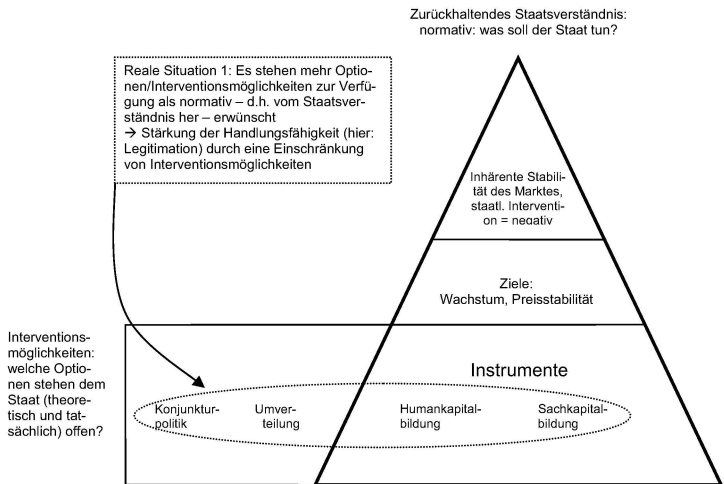 Zurückhaltendes Staatsverständnis:
normativ: was soll der Staat tun?
Reale Situation 1: Es stehen mehr Optio-
nen/Interventionsmöglichkeiten zur Verfü-
gung als normativ – d.h. vom Staatsver-
ständnis her – erwünscht
→ Stärkung der Handlungsfähigkeit (hier:
Legitimation) durch eine Einschränkung
von Interventionsmöglichkeiten
Inhärente Stabili-
tät des Marktes,
staatl. Interventi-
on = negativ
Ziele:
Wachstum, Preisstabilität
Interventions-
möglichkeiten:
welche Optio-
nen stehen dem
Staat (theore-
tisch und tat-
sächlich) offen?
Instrumente
Konjunktur-
politik
Umver-
teilung
Humankapital-
bildung
Sachkapital-
bildung